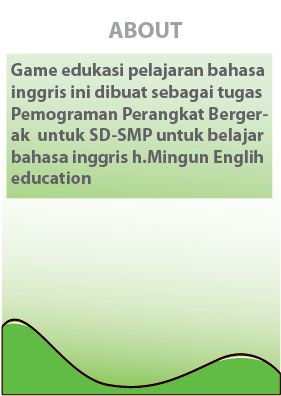 ABOUT
Game edukasi pelajaran bahasa
inggris ini dibuat sebagai tugas
Pemograman Perangkat Berger-
ak  untuk SD-SMP untuk belajar
bahasa inggris h.Mingun Englih
education